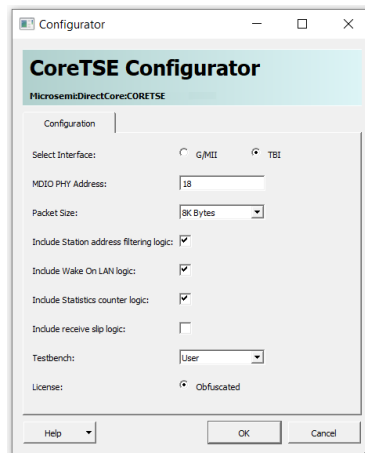 Configurator
CoreTSE Configurator
Microsemi:DirectCore:CORETSE
Configuration
Select Interface: G/MII TBI
MDIO PHY Address: 18
Packet Size: 8K Bytes
Include Station address filtering logic:
Include Wake On LAN logic:
Include Statistics counter logic:
Include receive slip logic:
Testbench: User
License: Obfuscated
Help OK Cancel